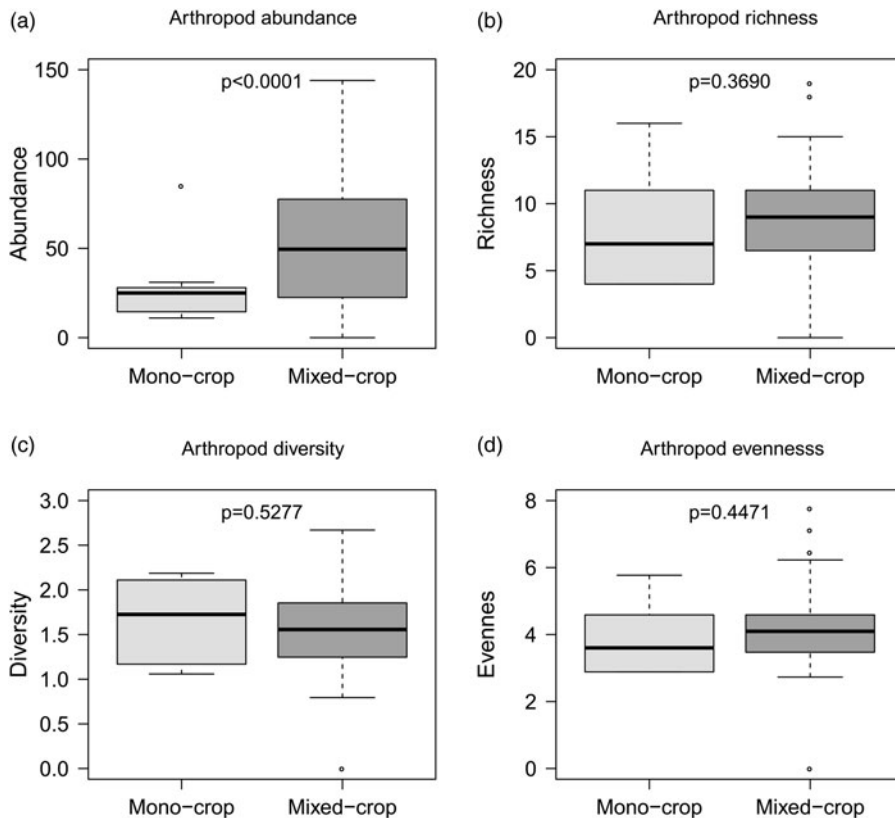 (a) Arthropod abundance
150
100
50
0
Abundance
p<0.0001
Mono-crop Mixed-crop
(b) Arthropod richness
20
15
10
5
0
Richness
p=0.3690
Mono-crop Mixed-crop
(c) Arthropod diversity
3.0
2.5
2.0
1.5
1.0
0.5
0.0
Diversity
p=0.5277
Mono-crop Mixed-crop
(d) Arthropod evennesss
8
6
4
2
0
Evennes
p=0.4471
Mono-crop Mixed-crop